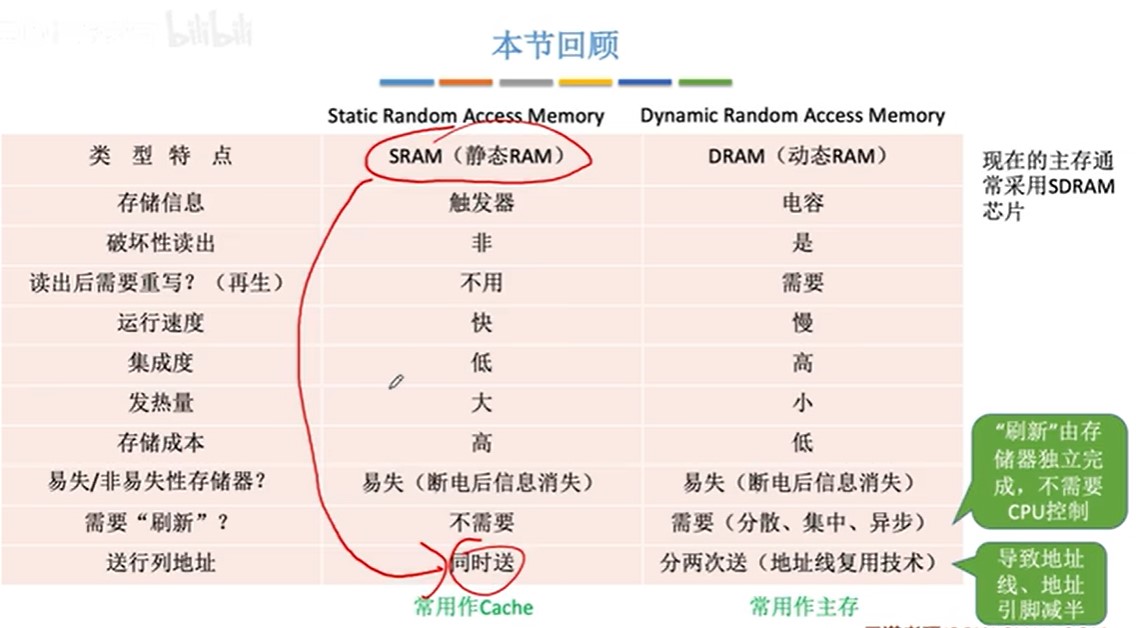 bilibili
本节回顾
Static Random Access Memory Dynamic Random Access Memory
类 型 特 点 SRAM（静态RAM） DRAM（动态RAM）
存储信息 触发器 电容
破坏性读出 非 是
读出后需要重写？（再生） 不用 需要
运行速度 快 慢
集成度 低 高
发热量 大 小
存储成本 高 低
易失/非易失性存储器？ 易失（断电后信息消失） 易失（断电后信息消失）
需要“刷新”？ 不需要 需要（分散、集中、异步）
送行列地址 同时送 分两次送（地址线复用技术）
常用作Cache 常用作主存
现在的主存通
常采用SDRAM
芯片
“刷新”由存
储器独立完
成，不需要
CPU控制
导致地址
线、地址
引脚减半